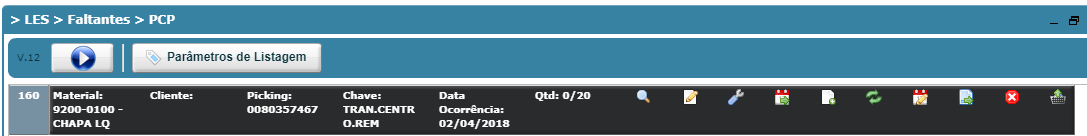 > LES > Faltantes > PCP
V.12
Parâmetros de Listagem
160
Material:
9200-0100 -
CHAPA LQ
Cliente:
Picking:
0080357467
Chave:
TRAN.CENTR
O.REM
Data
Ocorrência:
02/04/2018
Qtd: 0/20